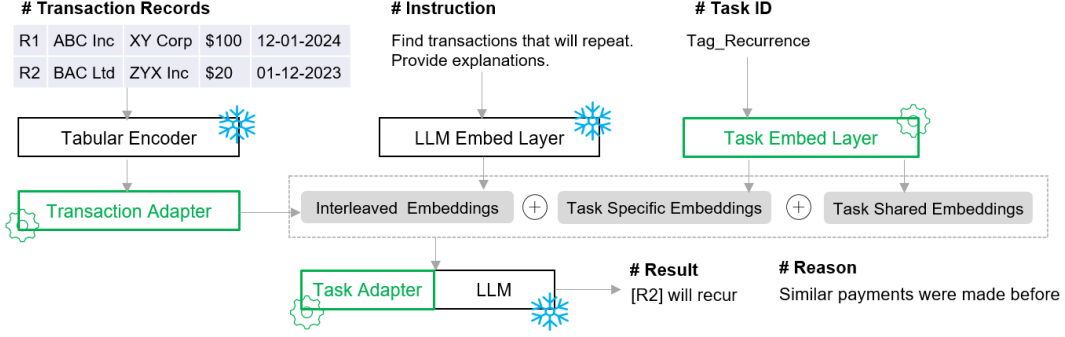 # Transaction Records
R1 ABC Inc XY Corp $100 12-01-2024
R2 BAC Ltd ZYX Inc $20 01-12-2023
# Instruction
Find transactions that will repeat.
Provide explanations.
# Task ID
Tag_Recurrence
Tabular Encoder
LLM Embed Layer
Task Embed Layer
Transaction Adapter
Interleaved Embeddings
+
Task Specific Embeddings
+
Task Shared Embeddings
Task Adapter
LLM
# Result
[R2] will recur
# Reason
Similar payments were made before